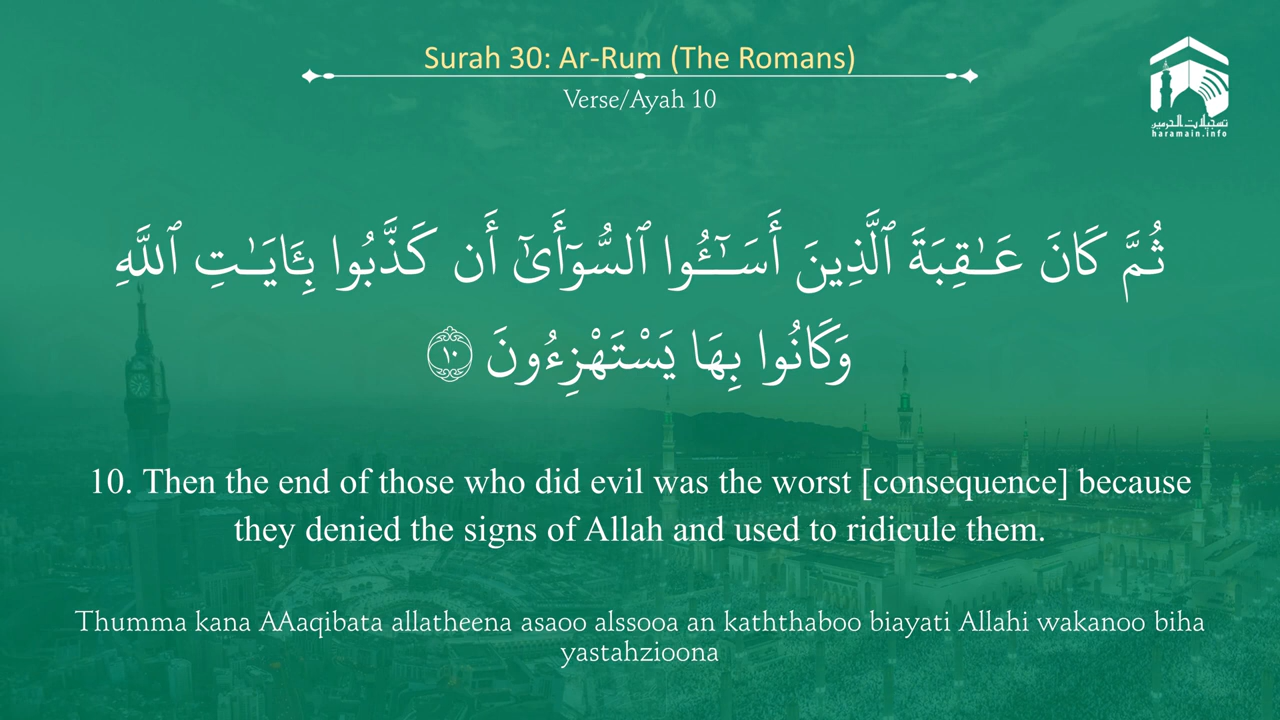 Surah 30: Ar-Rum (The Romans)
Verse/Ayah 10
تسجيلات الحرمين
haramain.info
ثُمَّ كَانَ عَـٰقِبَةَ ٱلَّذِينَ أَسَـٰٓـُٔوا ٱلسُّوٓأَىٰٓ أَن كَذَّبُوا بِـَٔايَـٰتِ ٱللَّهِ
وَكَانُوا بِهَا يَسْتَهْزِءُونَ ١٠
10. Then the end of those who did evil was the worst [consequence] because
they denied the signs of Allah and used to ridicule them.
Thumma kana AAaqibata allatheena asaoo alssooa an kaththaboo biayati Allahi wakanoo biha
yastahzioona